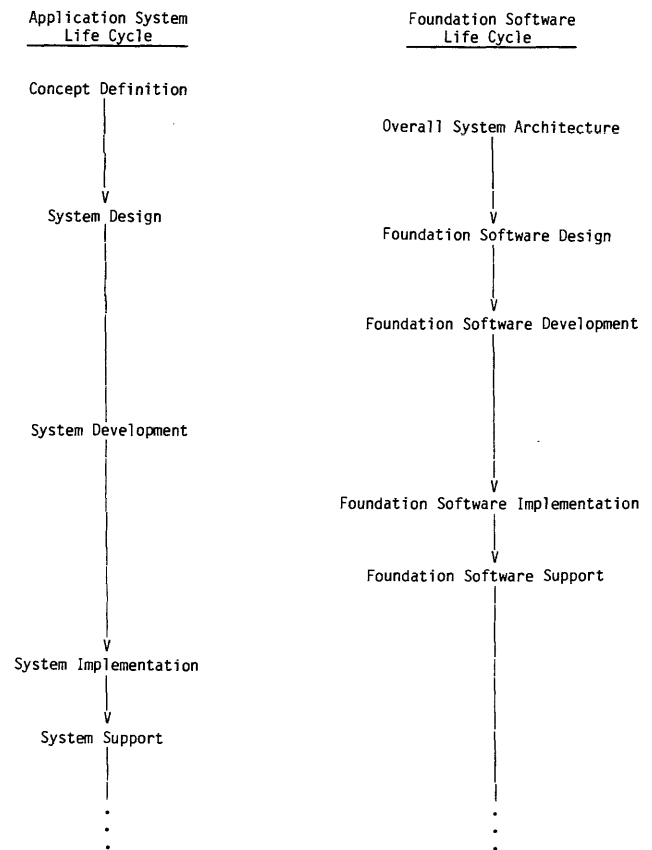 Application System
Life Cycle
Concept Definition
System Design
System Development
System Implementation
System Support
Foundation Software
Life Cycle
Overall System Architecture
Foundation Software Design
Foundation Software Development
Foundation Software Implementation
Foundation Software Support